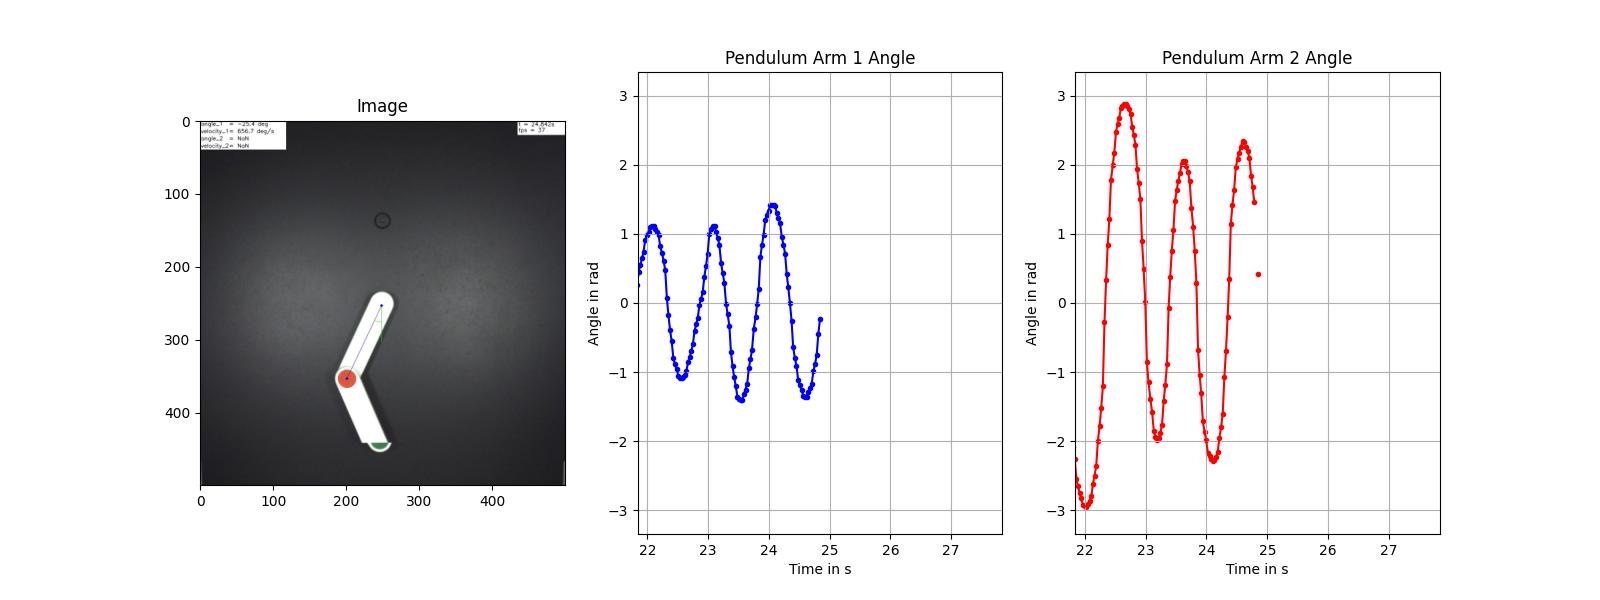 Image
angle_1 = -25.4 deg
velocity_1= 656.7 deg/s
angle_2 = NaN
velocity_2= NaN
t = 24.842s
fps = 37
0
100
200
300
400
0 100 200 300 400
Pendulum Arm 1 Angle
Angle in rad
3
2
1
0
−1
−2
−3
22 23 24 25 26 27
Time in s
Pendulum Arm 2 Angle
Angle in rad
3
2
1
0
−1
−2
−3
22 23 24 25 26 27
Time in s